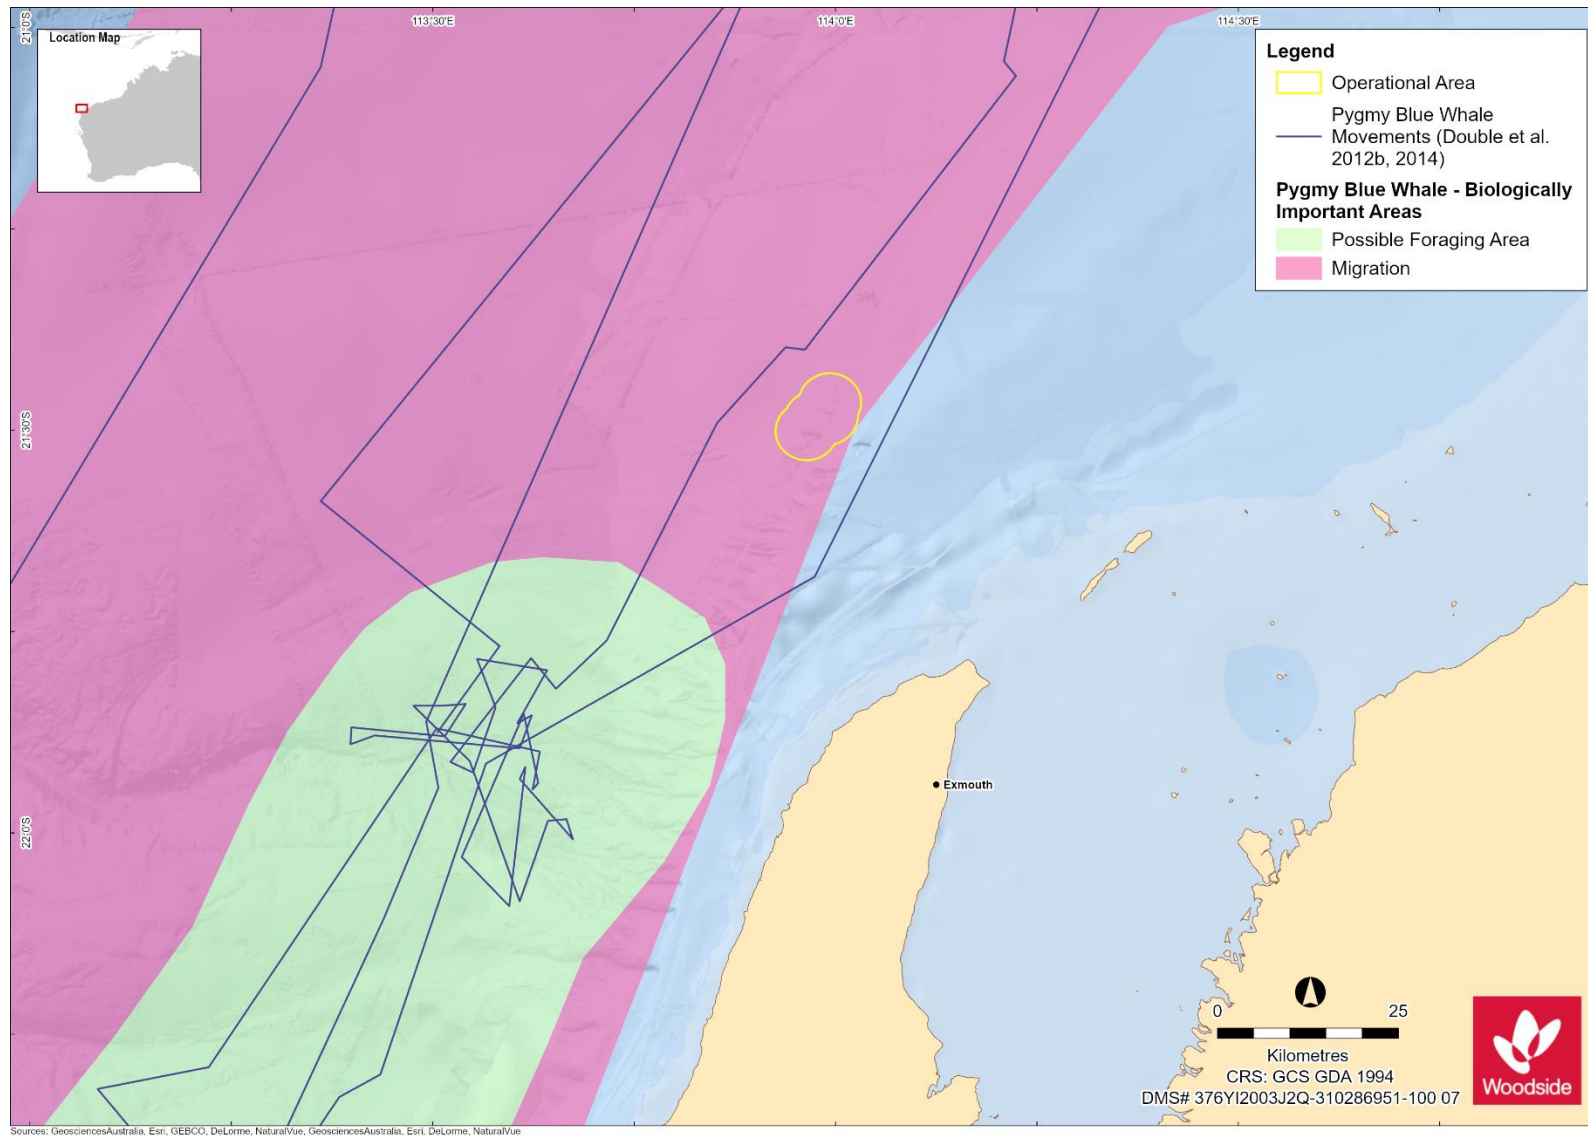 113°30'E
114°0'E
114°30'E
21°0'S
21°30'S
22°0'S
Location Map
Legend
Operational Area
Pygmy Blue Whale
Movements (Double et al.
2012b, 2014)
Pygmy Blue Whale - Biologically
Important Areas
Possible Foraging Area
Migration
Exmouth
0 25
Kilometres
CRS: GCS GDA 1994
DMS# 376YI2003J2Q-310286951-100 07
Woodside
Sources: GeosciencesAustralia, Esri, GEBCO, DeLorme, NaturalVue, GeosciencesAustralia, Esri, DeLorme, NaturalVue